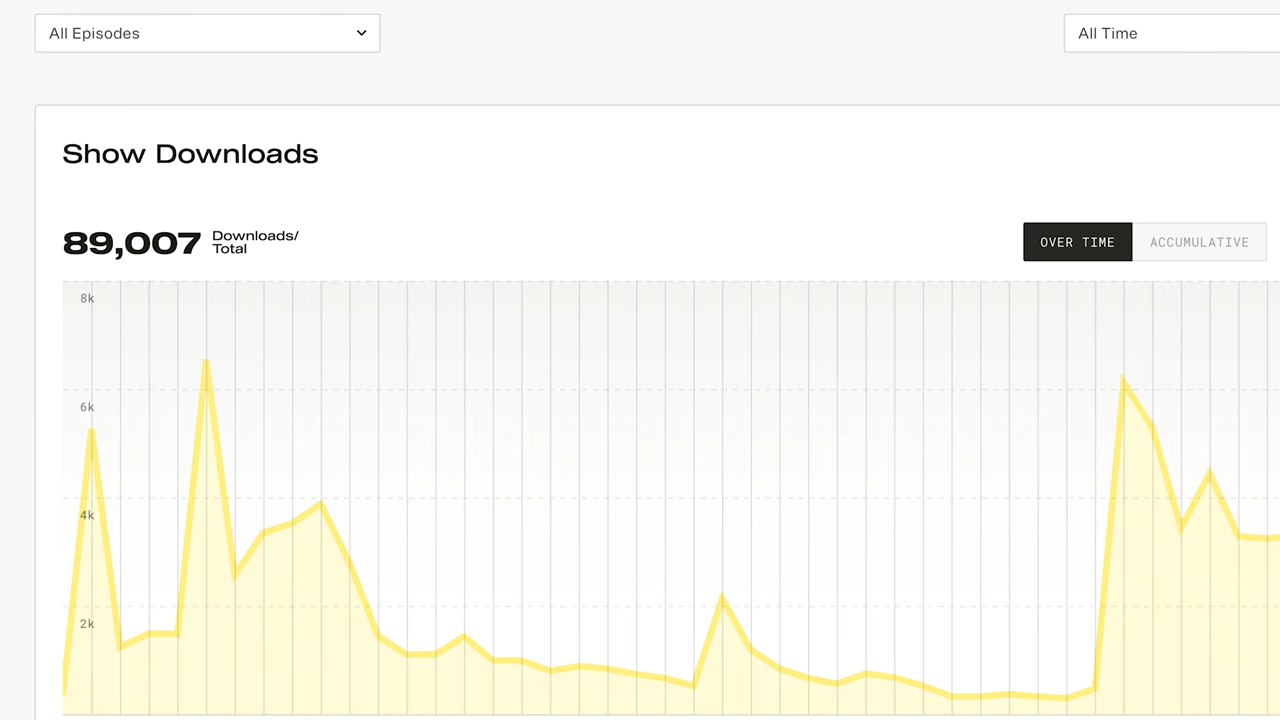 All Episodes
All Time
Show Downloads
89,007
Downloads/
Total
OVER TIME
ACCUMULATIVE
8k
6k
4k
2k